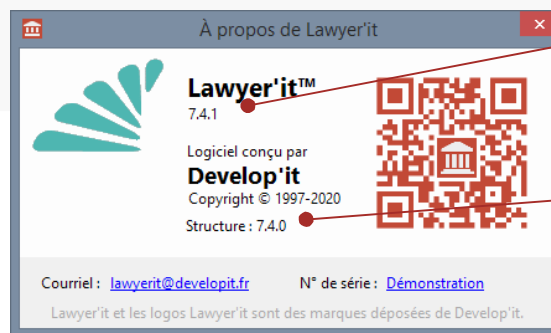 À propos de Lawyer'it
Lawyer'it™
7.4.1
Logiciel conçu par
Develop'it
Copyright © 1997-2020
Structure : 7.4.0
Courriel : lawyerit@developit.fr N° de série : Démonstration
Lawyer'it et les logos Lawyer'it sont des marques déposées de Develop'it.